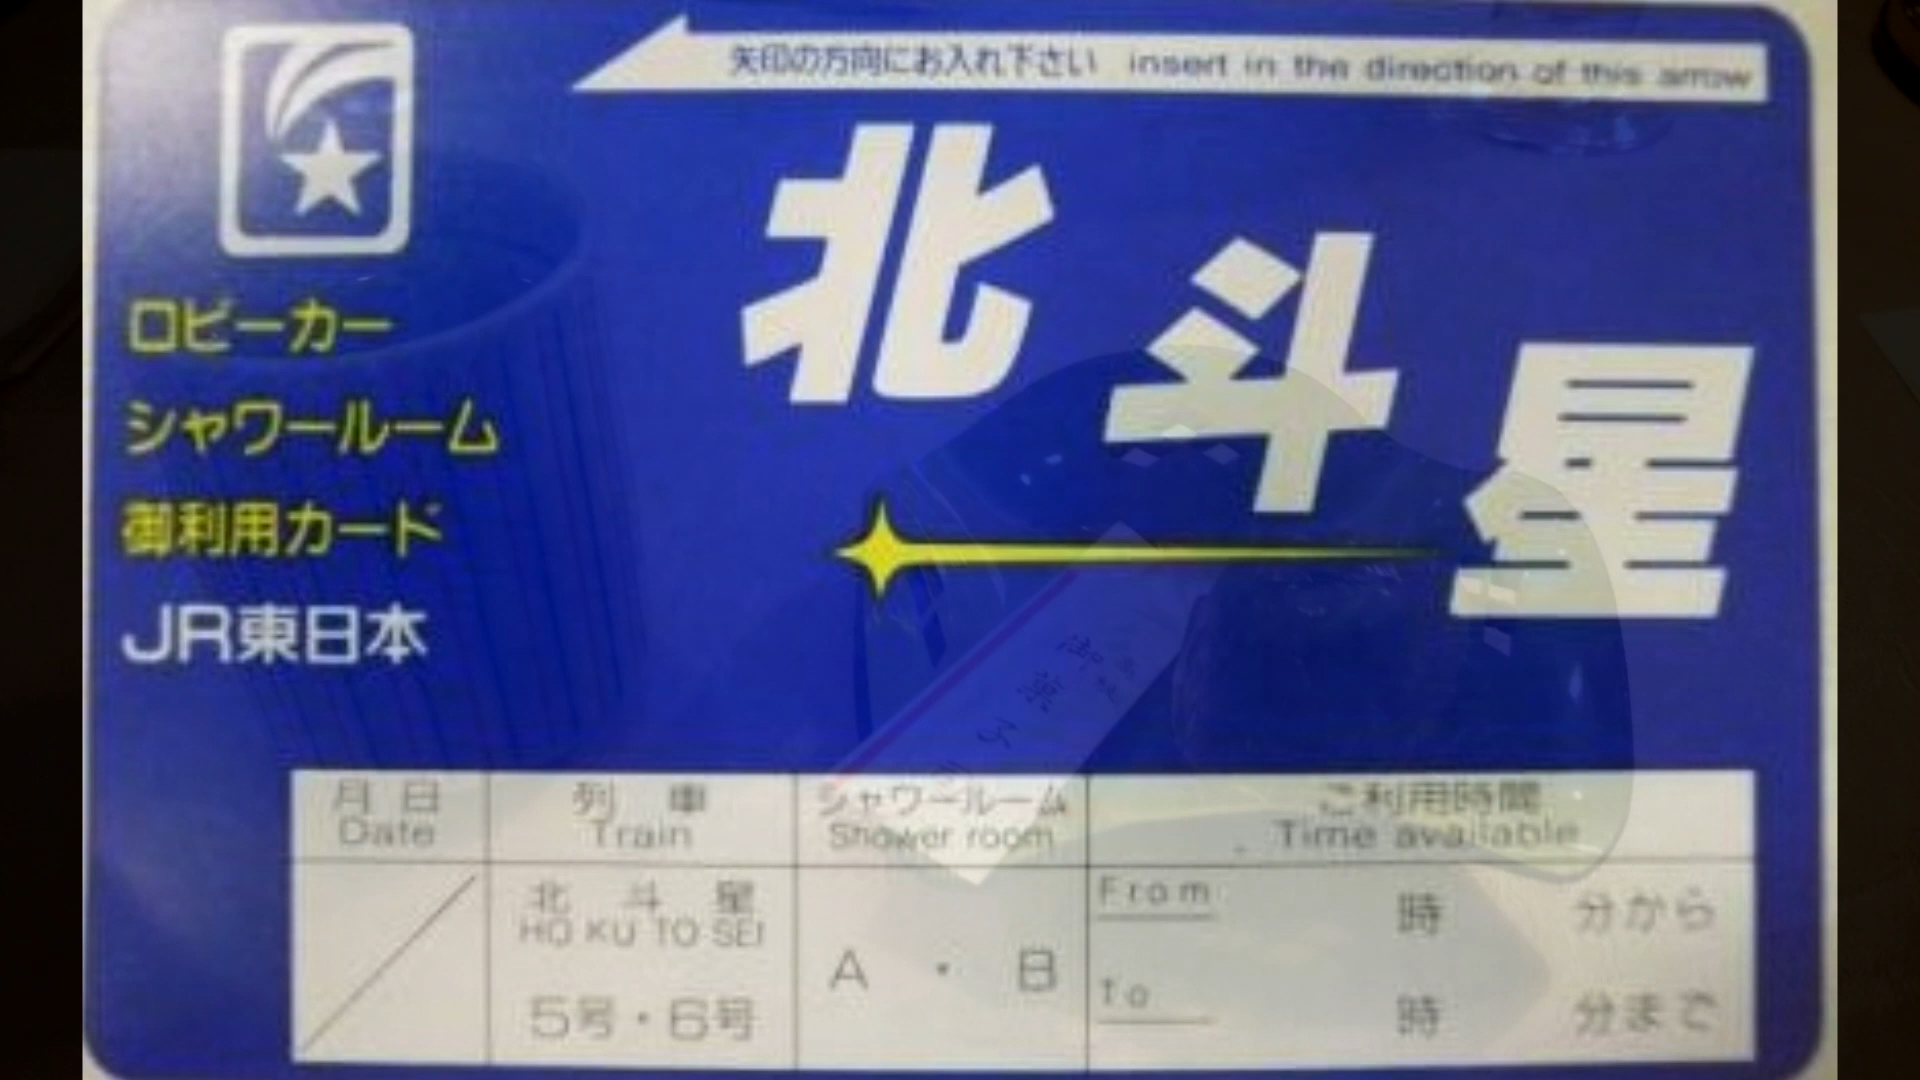 矢印の方向にお入れ下さい insert in the direction of this arrow
北斗星
ロビーカー
シャワールーム
御利用カード
JR東日本
月日 列車 シャワールーム ご利用時間
Date Train Shower room Time available
北斗星
HO KU TO SEI
5号・6号
A ・ B
From 時 分から
To 時 分まで
御菓子